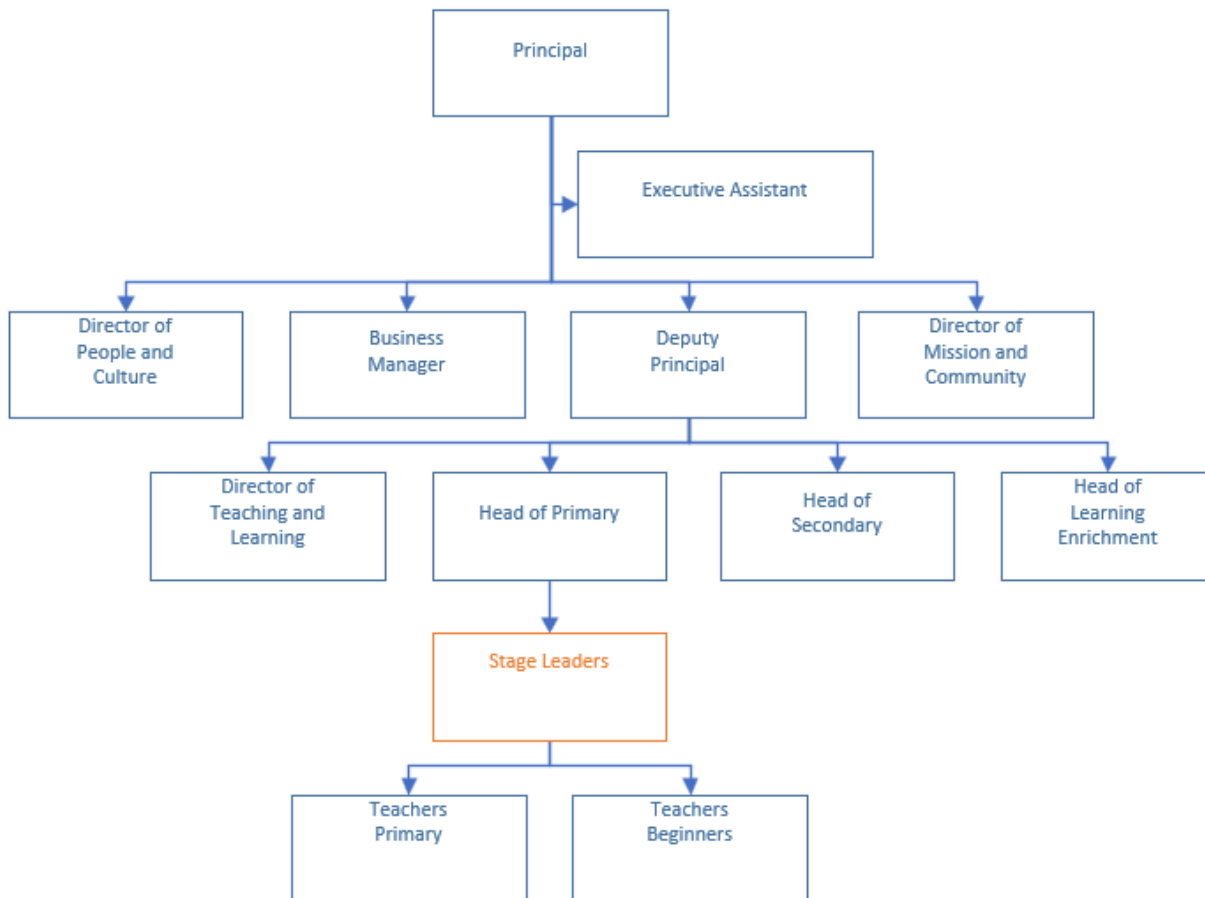 Principal
Executive Assistant
Director of
People and
Culture
Business
Manager
Deputy
Principal
Director of
Mission and
Community
Director of
Teaching and
Learning
Head of Primary
Head of
Secondary
Head of
Learning
Enrichment
Stage Leaders
Teachers
Primary
Teachers
Beginners